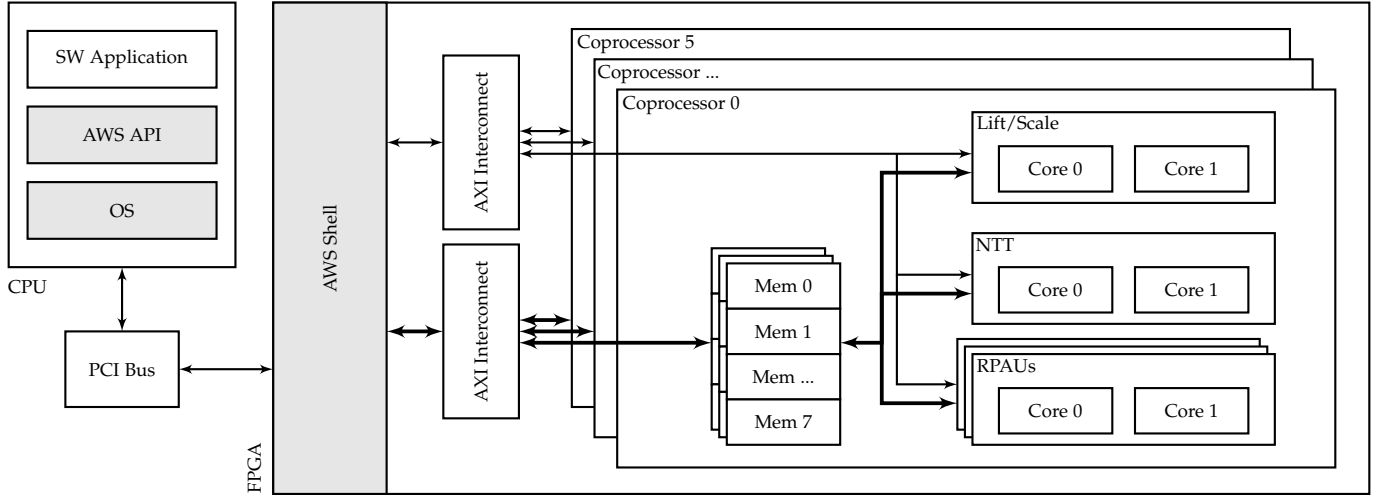 SW Application
AWS API
OS
CPU
PCI Bus
FPGA
AWS Shell
AXI Interconnect
AXI Interconnect
Coprocessor 5
Coprocessor ...
Coprocessor 0
Mem 0
Mem 1
Mem ...
Mem 7
Lift/Scale
Core 0
Core 1
NTT
Core 0
Core 1
RPAUs
Core 0
Core 1